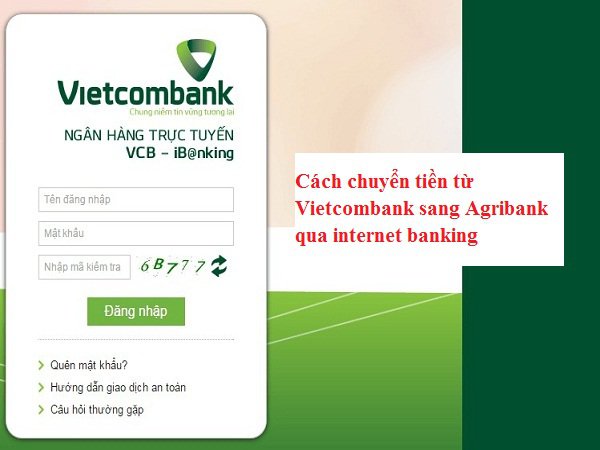 Vietcombank
Chung niềm tin vững tương lai
NGÂN HÀNG TRỰC TUYẾN
VCB – iB@nking
Tên đăng nhập
Mật khẩu
Nhập mã kiểm tra
6B777
Đăng nhập
Quên mật khẩu?
Hướng dẫn giao dịch an toàn
Câu hỏi thường gặp
Cách chuyển tiền từ
Vietcombank sang Agribank
qua internet banking